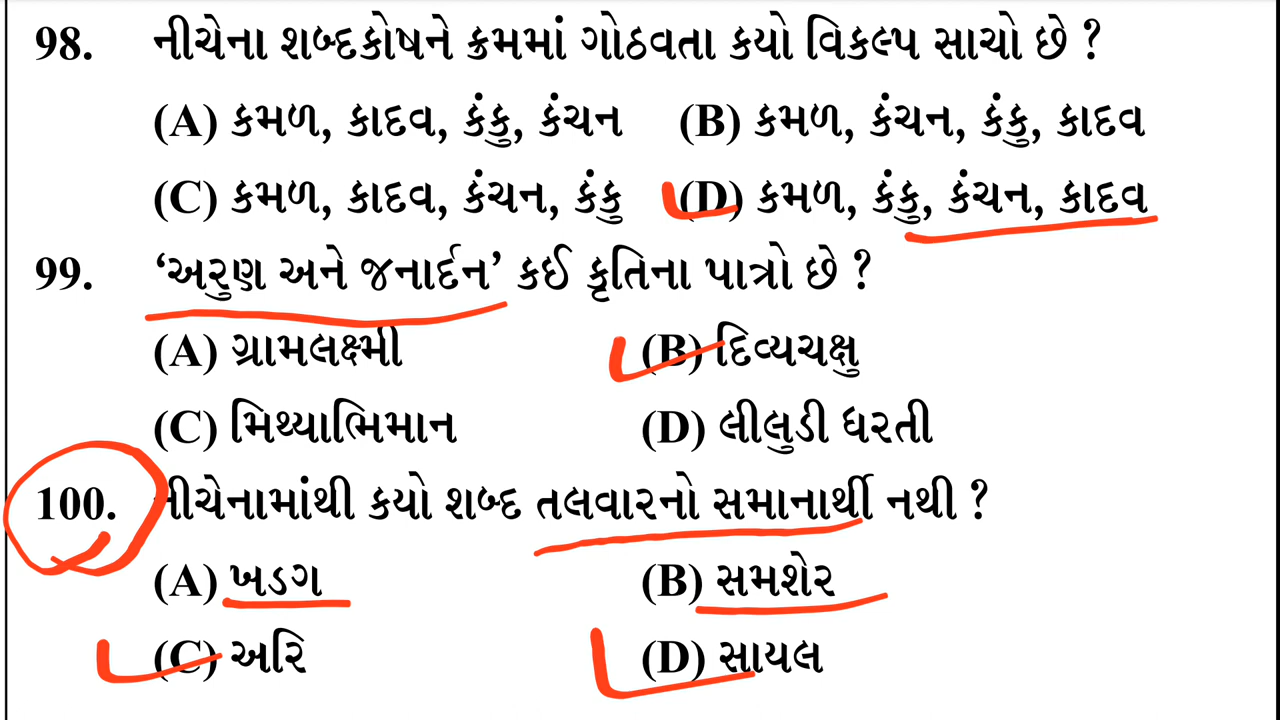 98. નીચેના શબ્દકોષને ક્રમમાં ગોઠવતા કયો વિકલ્પ સાચો છે ?
(A) કમળ, કાદવ, કંકુ, કંચન (B) કમળ, કંચન, કંકુ, કાદવ
(C) કમળ, કાદવ, કંચન, કંકુ (D) કમળ, કંકુ, કંચન, કાદવ
99. ‘અરુણ અને જનાર્દન’ કઈ કૃતિના પાત્રો છે ?
(A) ગ્રામલક્ષ્મી (B) દિવ્યચક્ષુ
(C) મિથ્યાભિમાન (D) લીલુડી ધરતી
100. નીચેનામાંથી કયો શબ્દ તલવારનો સમાનાર્થી નથી ?
(A) ખડગ (B) સમશેર
(C) અરિ (D) સાયલ